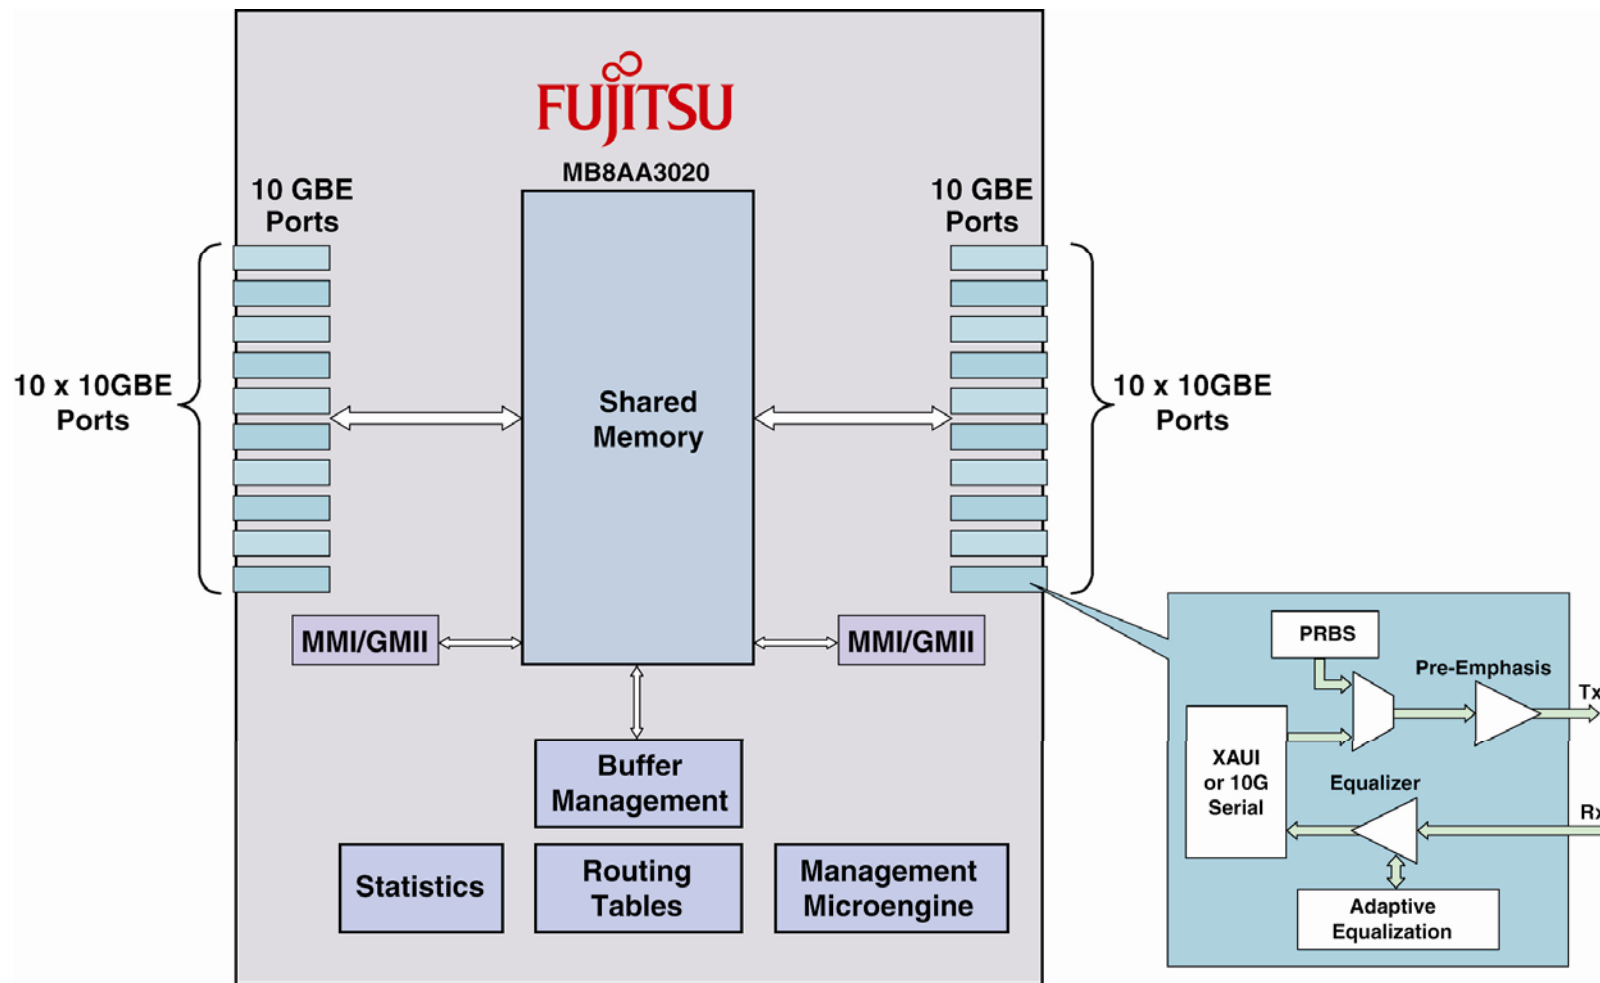 FUJITSU
MB8AA3020
10 GBE
Ports
10 GBE
Ports
10 x 10GBE
Ports
Shared
Memory
10 x 10GBE
Ports
MMI/GMII
MMI/GMII
Buffer
Management
Statistics
Routing
Tables
Management
Microengine
PRBS
Pre-Emphasis
Tx
XAUI
or 10G
Serial
Equalizer
Rx
Adaptive
Equalization